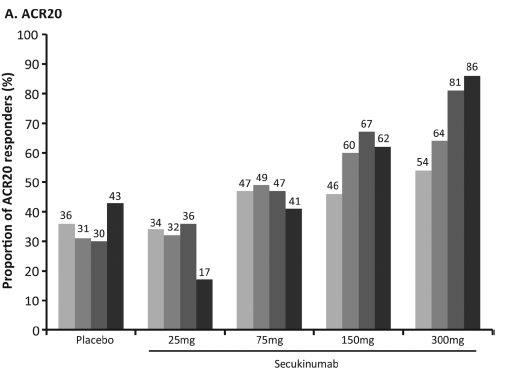 A. ACR20
Proportion of ACR20 responders (%)
100
90
80
70
60
50
40
30
20
10
0
36 31 30 43
34 32 36 17
47 49 47 41
46 60 67 62
54 64 81 86
Placebo 25mg 75mg 150mg 300mg
Secukinumab